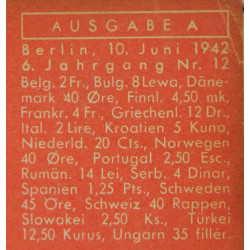 AUSGABE A
Berlin, 10. Juni 1942
6. Jahrgang Nr. 12
Belg. 2 Fr., Bulg. 8 Lewa, Däne-
mark 40 Øre, Finnl. 4,50 mk,
Frankr. 4 Fr., Griechenl. 12 Dr.,
Ital. 2 Lire, Kroatien 5 Kuna,
Niederld. 20 Cts., Norwegen
40 Øre, Portugal 2,50 Esc.,
Rumän. 14 Lei, Serb. 4 Dinar,
Spanien 1,25 Pts., Schweden
45 Öre, Schweiz 40 Rappen,
Slowakei 2,50 Ks., Türkei
12,50 Kurus, Ungarn 35 filler.